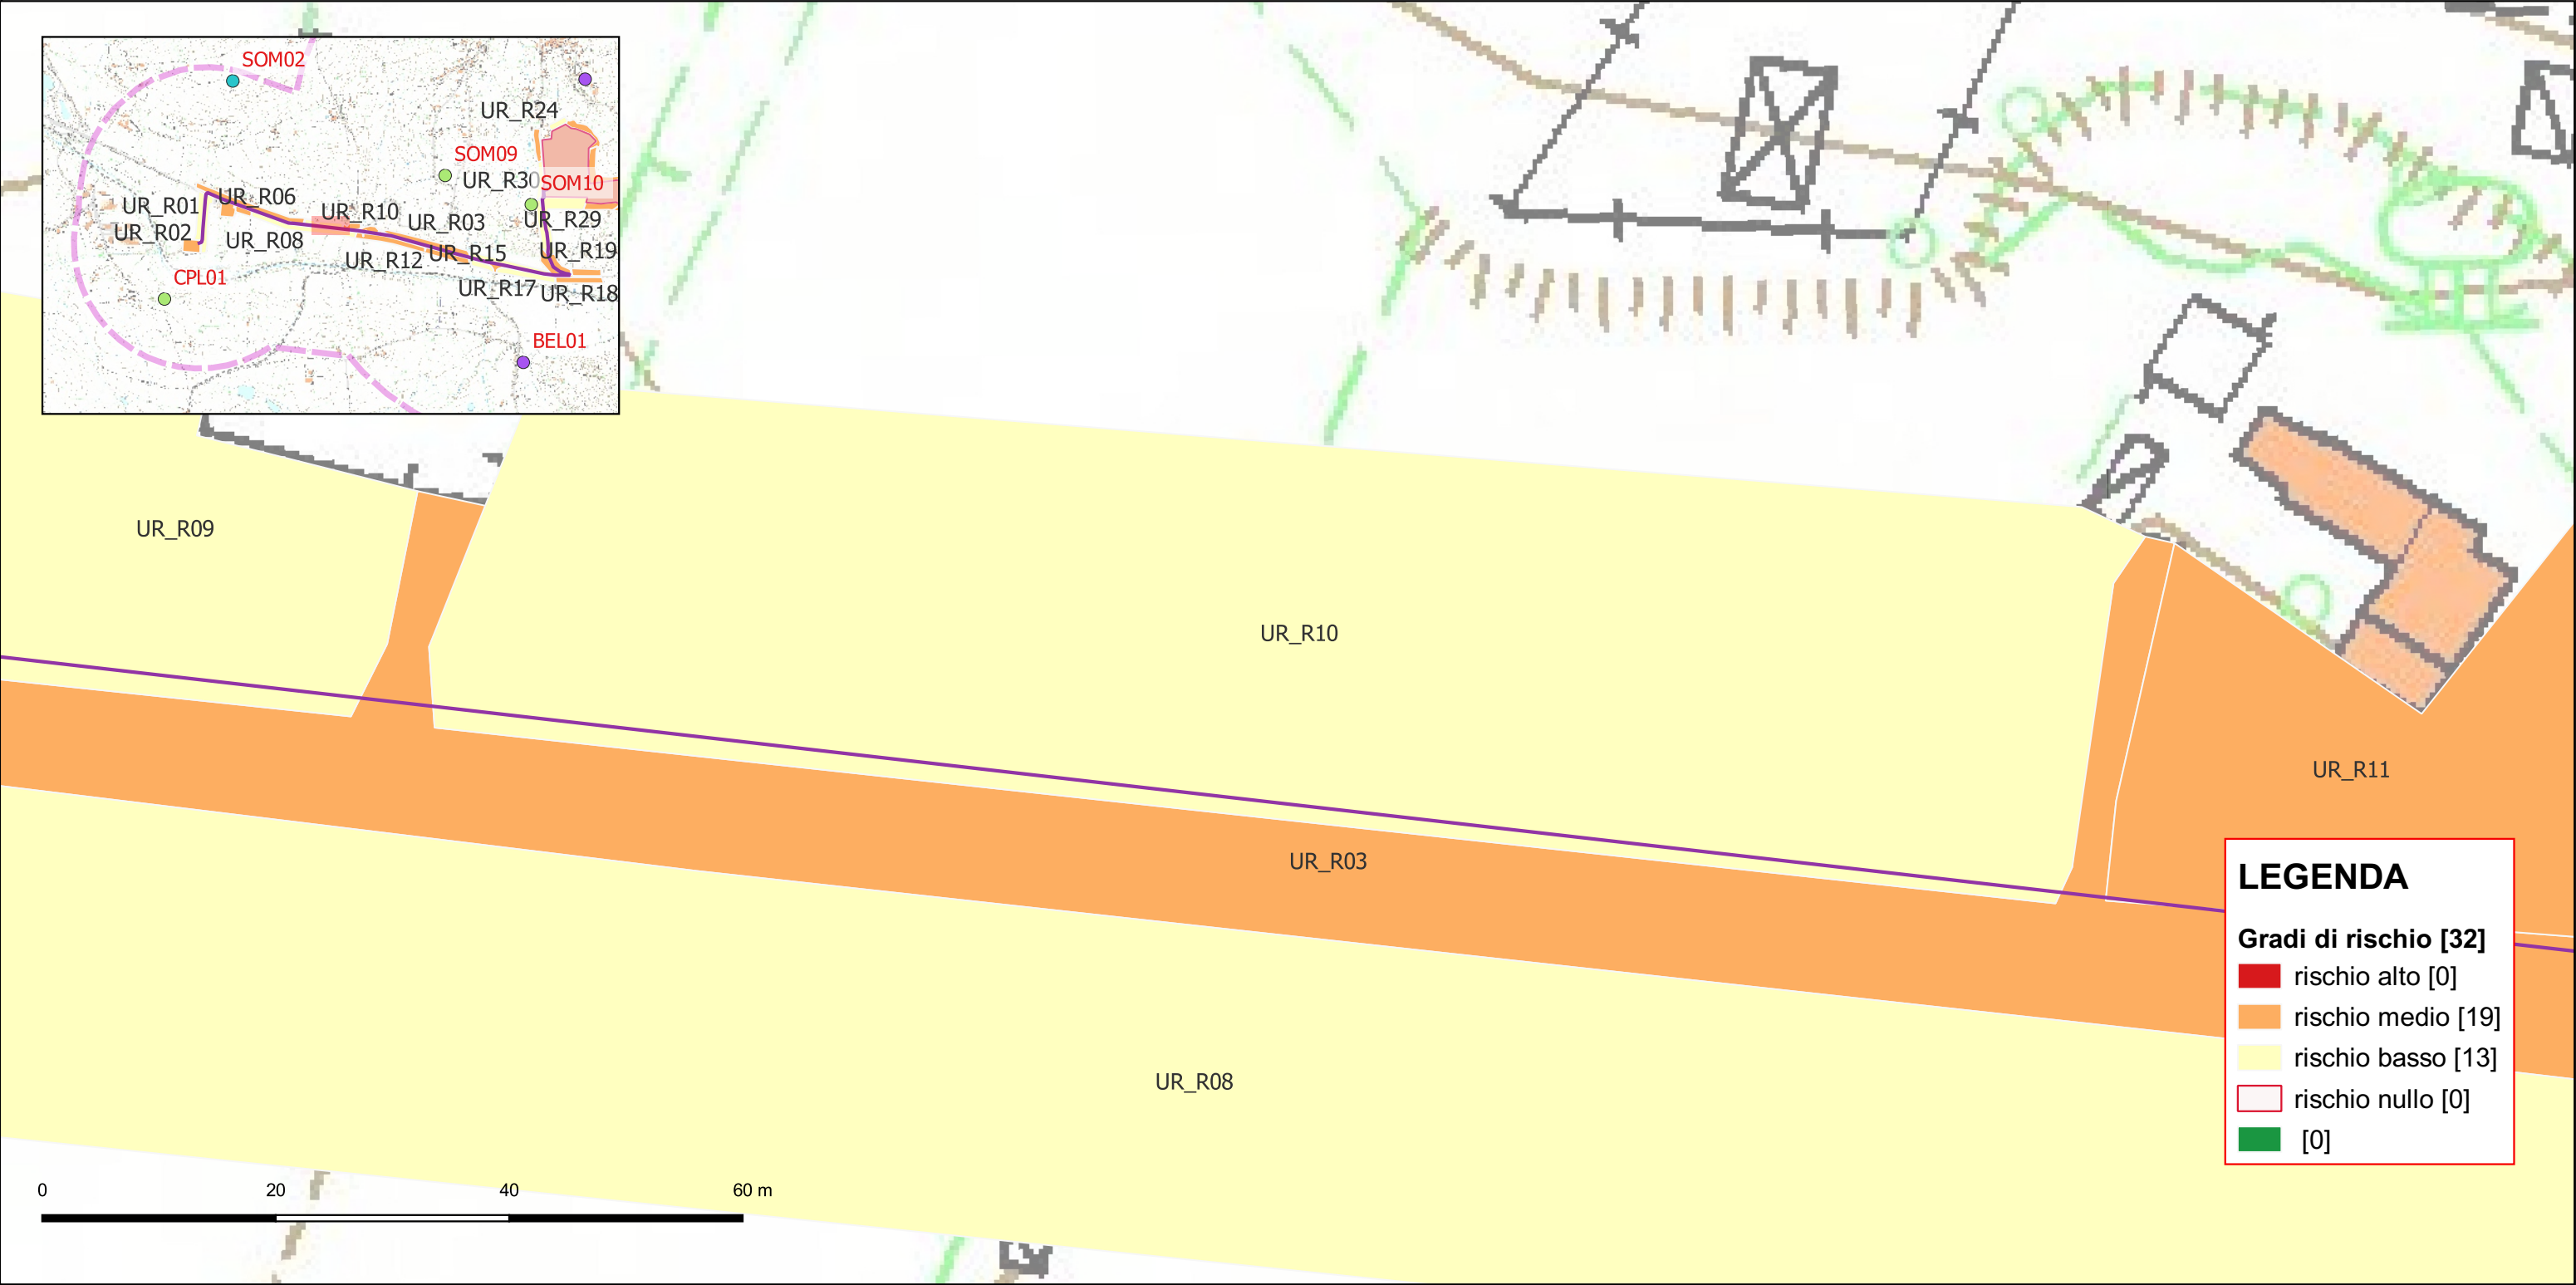 SOM02
UR_R24
SOM09
UR_R30
SOM10
UR_R06
UR_R01
UR_R10
UR_R03
UR_R29
UR_R02
UR_R08
UR_R15
UR_R19
UR_R12
CPL01
UR_R17
UR_R18
BEL01
UR_R09
UR_R10
UR_R11
UR_R03
UR_R08
LEGENDA
Gradi di rischio [32]
rischio alto [0]
rischio medio [19]
rischio basso [13]
rischio nullo [0]
[0]
0 20 40 60 m